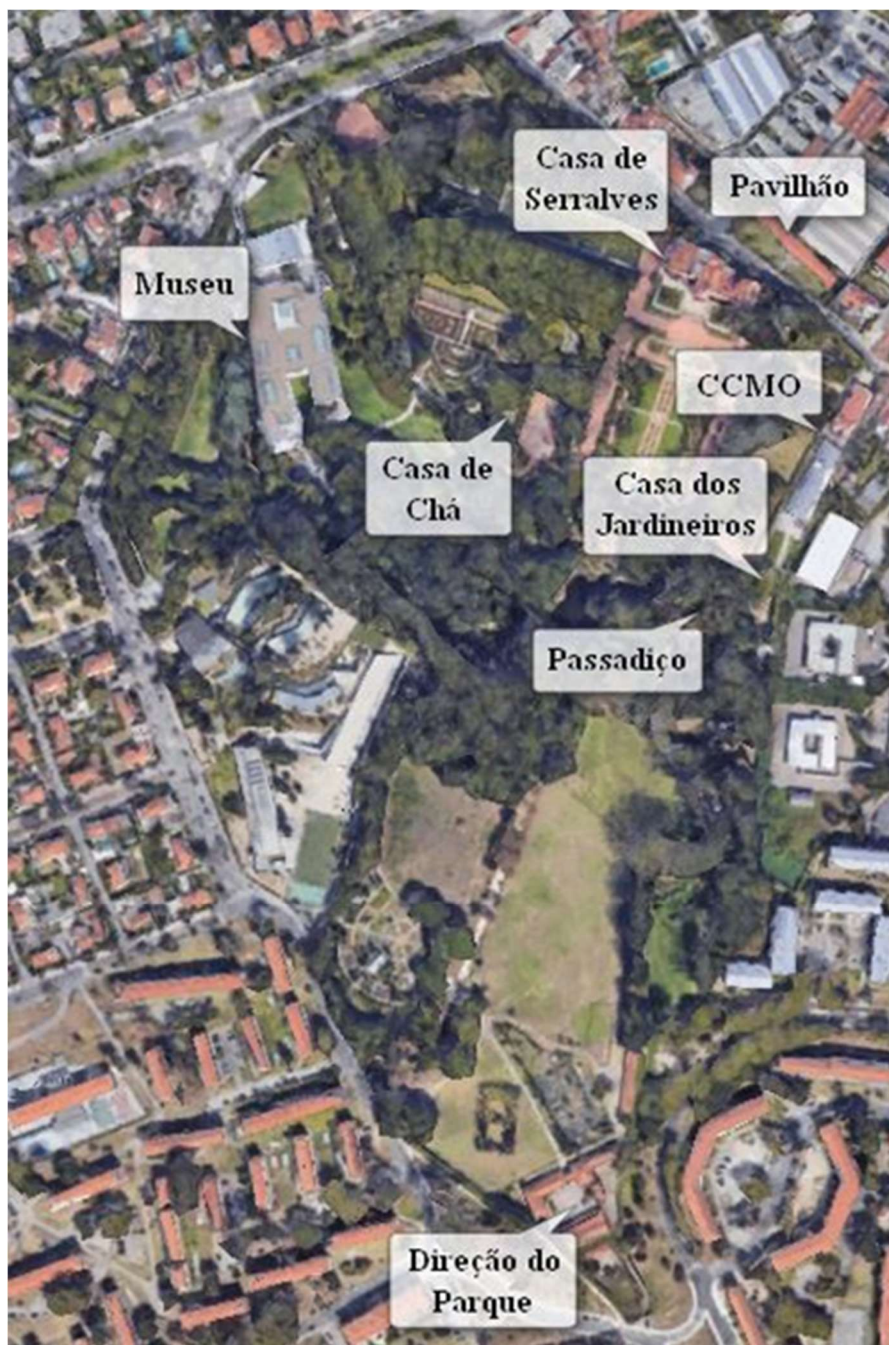 Casa de
Serralves
Pavilhão
Museu
CCMO
Casa de
Chá
Casa dos
Jardineiros
Passadiço
Direção do
Parque